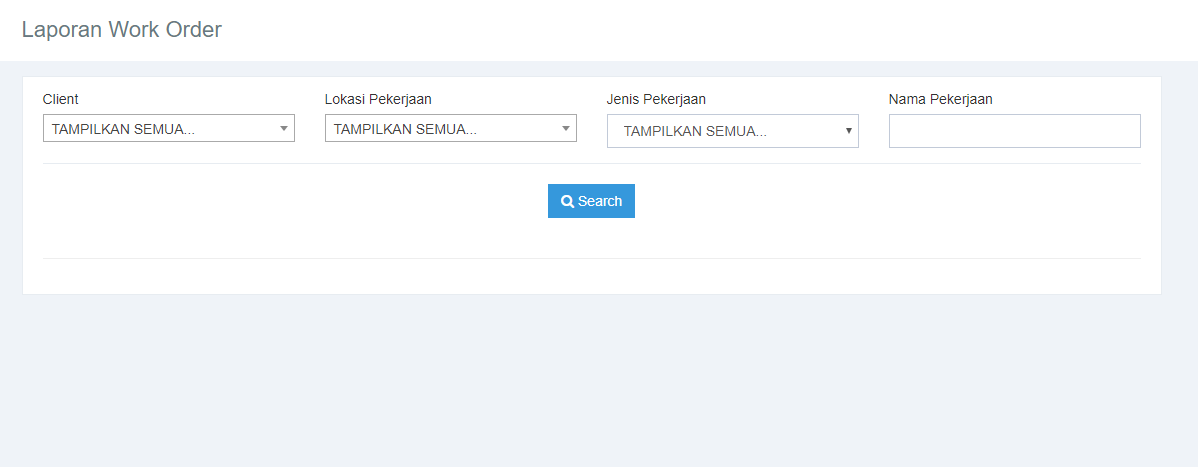 Laporan Work Order
Client
Lokasi Pekerjaan
Jenis Pekerjaan
Nama Pekerjaan
TAMPILKAN SEMUA...
TAMPILKAN SEMUA...
TAMPILKAN SEMUA...
Search